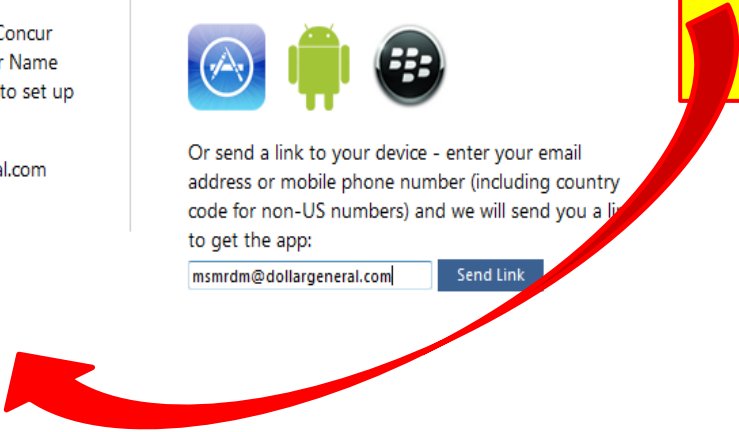 Concur
r Name
to set up
al.com
Or send a link to your device - enter your email
address or mobile phone number (including country
code for non-US numbers) and we will send you a
to get the app:
msmrdm@dollargeneral.com
Send Link